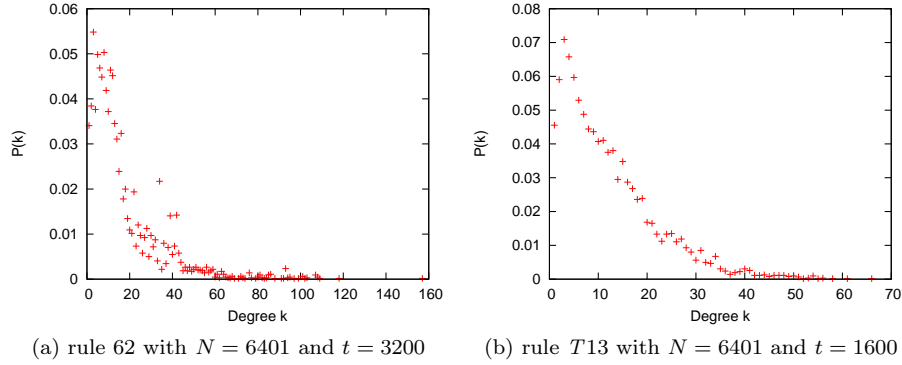 0.06
0.05
0.04
0.03
0.02
0.01
0
P(k)
0 20 40 60 80 100 120 140 160
Degree k
(a) rule 62 with N = 6401 and t = 3200
0.08
0.07
0.06
0.05
0.04
0.03
0.02
0.01
0
P(k)
0 10 20 30 40 50 60 70
Degree k
(b) rule T13 with N = 6401 and t = 1600